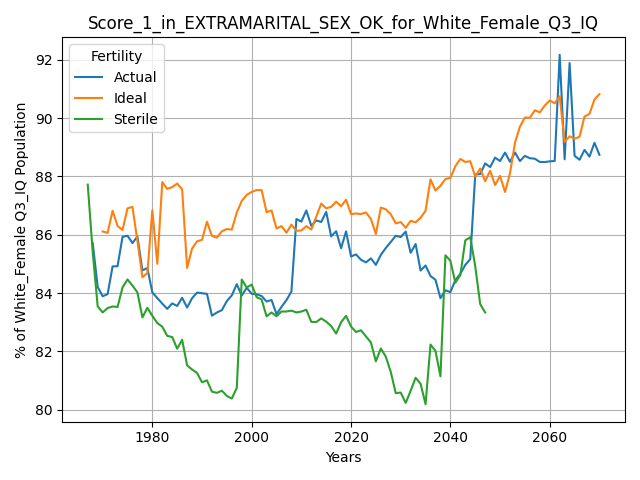 Score_1_in_EXTRAMARITAL_SEX_OK_for_White_Female_Q3_IQ
Fertility
Actual
Ideal
Sterile
% of White_Female Q3_IQ Population
92
90
88
86
84
82
80
1980
2000
2020
2040
2060
Years